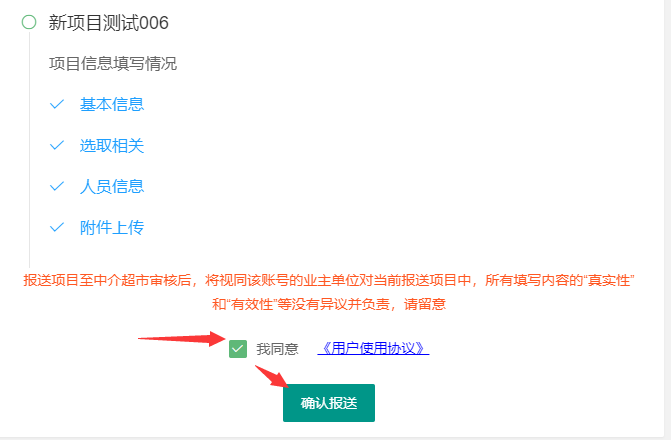 新项目测试006
项目信息填写情况
基本信息
选取相关
人员信息
附件上传
报送项目至中介超市审核后，将视同该账号的业主单位对当前报送项目中，所有填写内容的“真实性”
和“有效性”等没有异议并负责，请留意
我同意 《用户使用协议》
确认报送